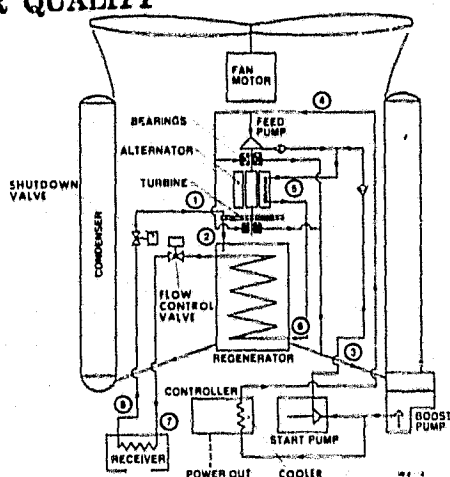 R QUALITY
FAN
MOTOR
④
BEARINGS
FEED
PUMP
ALTERNATOR
SHUTDOWN
VALVE
TURBINE
⑤
①
②
CONDENSER
FLOW
CONTROL
VALVE
⑥
REGENERATOR
③
CONTROLLER
⑧
⑦
START PUMP
BOOST
PUMP
RECEIVER
POWER OUT
COOLER